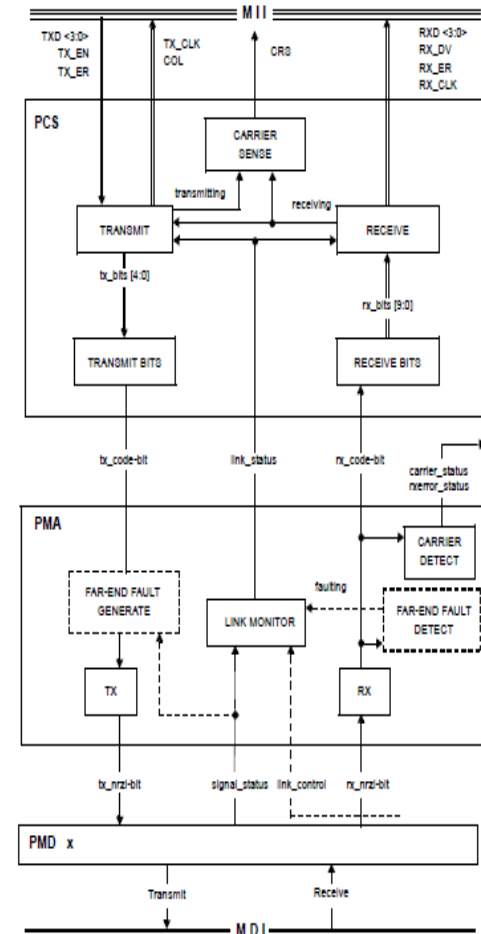 MII
TXD <3:0>
TX_EN
TX_ER
TX_CLK
COL
CRS
RXD <3:0>
RX_DV
RX_ER
RX_CLK
PCS
CARRIER
SENSE
transmitting
receiving
TRANSMIT
RECEIVE
tx_bits [4:0]
rx_bits [9:0]
TRANSMIT BITS
RECEIVE BITS
tx_code-bit
link_status
rx_code-bit
carrier_status
rxerror_status
PMA
CARRIER
DETECT
FAR-END FAULT
GENERATE
LINK MONITOR
faulting
FAR-END FAULT
DETECT
TX
RX
tx_nrzi-bit
signal_status
link_control
rx_nrzi-bit
PMD x
Transmit
Receive
MDI